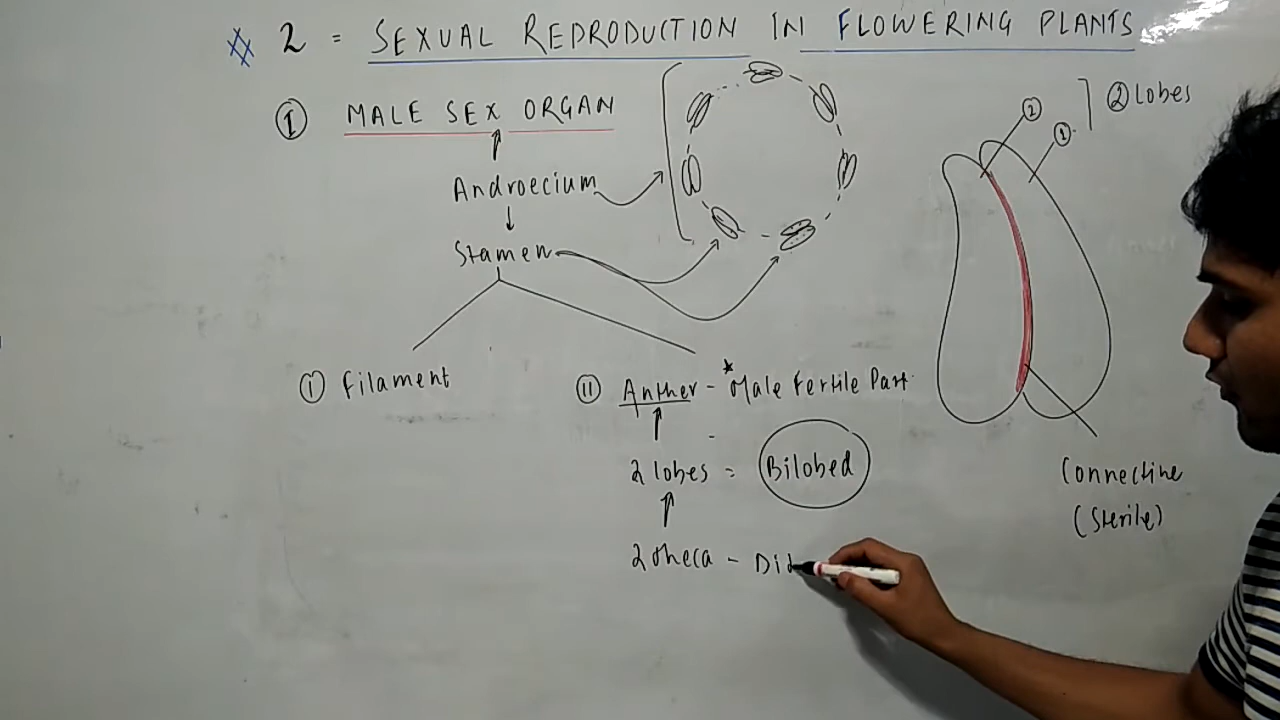 2 = SEXUAL REPRODUCTION IN FLOWERING PLANTS
I MALE SEX ORGAN
Androecium
Stamen
I filament
II Anther - *Male Fertile Part
2 lobes = Bilobed
2 theca - Di
2
1
2 Lobes
Connective
(Sterile)